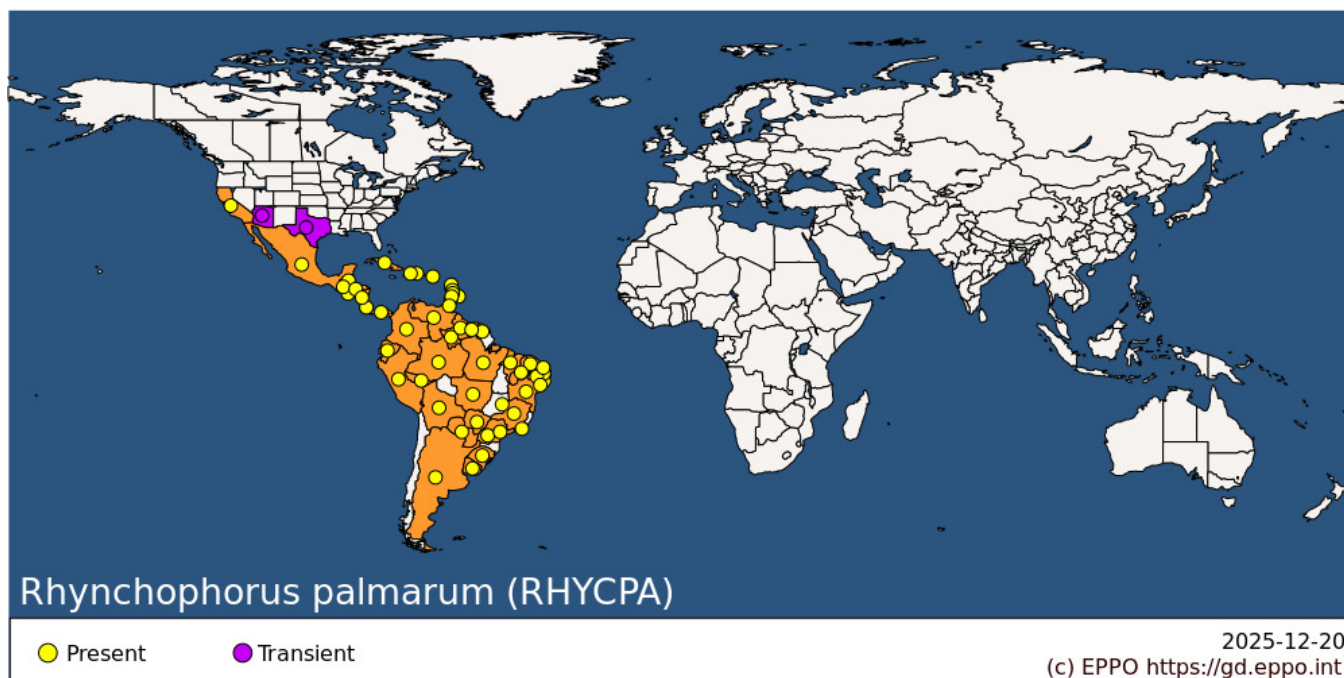 Rhynchophorus palmarum (RHYCPA)
Present
Transient
2025-12-20
(c) EPPO https://gd.eppo.int